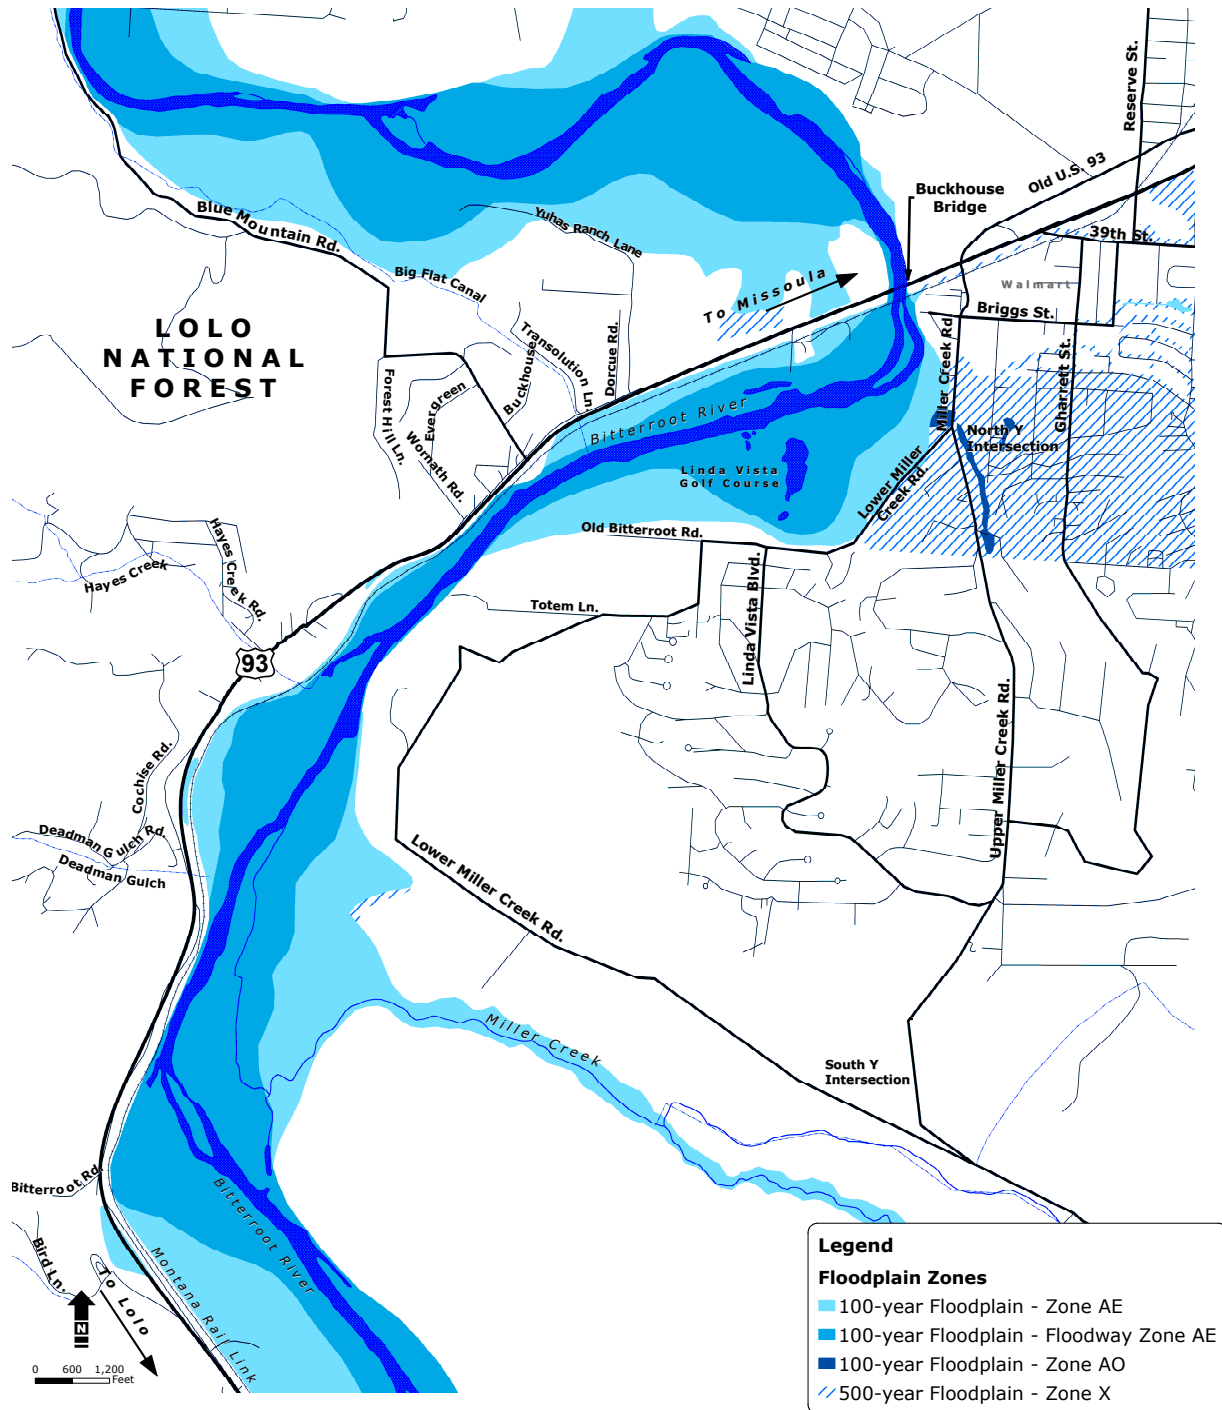 Reserve St.
Old U.S. 93
Buckhouse
Bridge
39th St.
Blue Mountain Rd.
Yuhas Ranch Lane
Big Flat Canal
To Missoula
Walmart
Briggs St.
LOLO
NATIONAL
FOREST
Transolution Ln.
Buckhouse
Dorcue Rd.
Miller Creek Rd.
Gharrett St.
Forest Hill Ln.
Evergreen
Wornath Rd.
Bitterroot River
North Y
Intersection
Linda Vista
Golf Course
Lower Miller
Creek Rd.
Old Bitterroot Rd.
Hayes Creek Rd.
Hayes Creek
Linda Vista Blvd.
Totem Ln.
93
Upper Miller Creek Rd.
Cochise Rd.
Deadman Gulch Rd.
Deadman Gulch
Lower Miller Creek Rd.
Miller Creek
South Y
Intersection
Bitterroot Rd.
Bitterroot River
Bird Ln.
To Lolo
Montana Rail Link
N
0 600 1,200
Feet
Legend
Floodplain Zones
100-year Floodplain - Zone AE
100-year Floodplain - Floodway Zone AE
100-year Floodplain - Zone AO
500-year Floodplain - Zone X